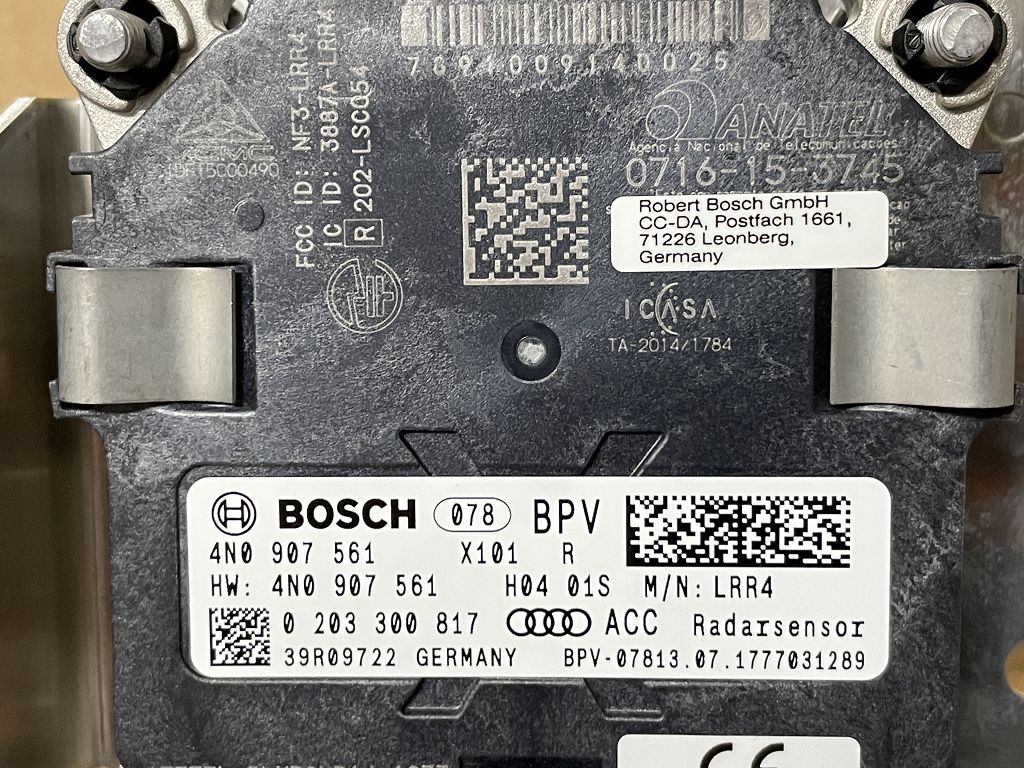 FCC ID: NF3-LRR4
IC ID: 3887A-LRR4
R 202-LSC054
ANATEL
Agência Nacional de Telecomunicações
0716-15-3745
Robert Bosch GmbH
CC-DA, Postfach 1661,
71226 Leonberg,
Germany
ICASA
TA-2014/1784
BOSCH 078 BPV
4N0 907 561 X101 R
HW: 4N0 907 561 H04 01S M/N: LRR4
0 203 300 817 ACC Radarsensor
39R09722 GERMANY BPV-07813.07.1777031289
CE